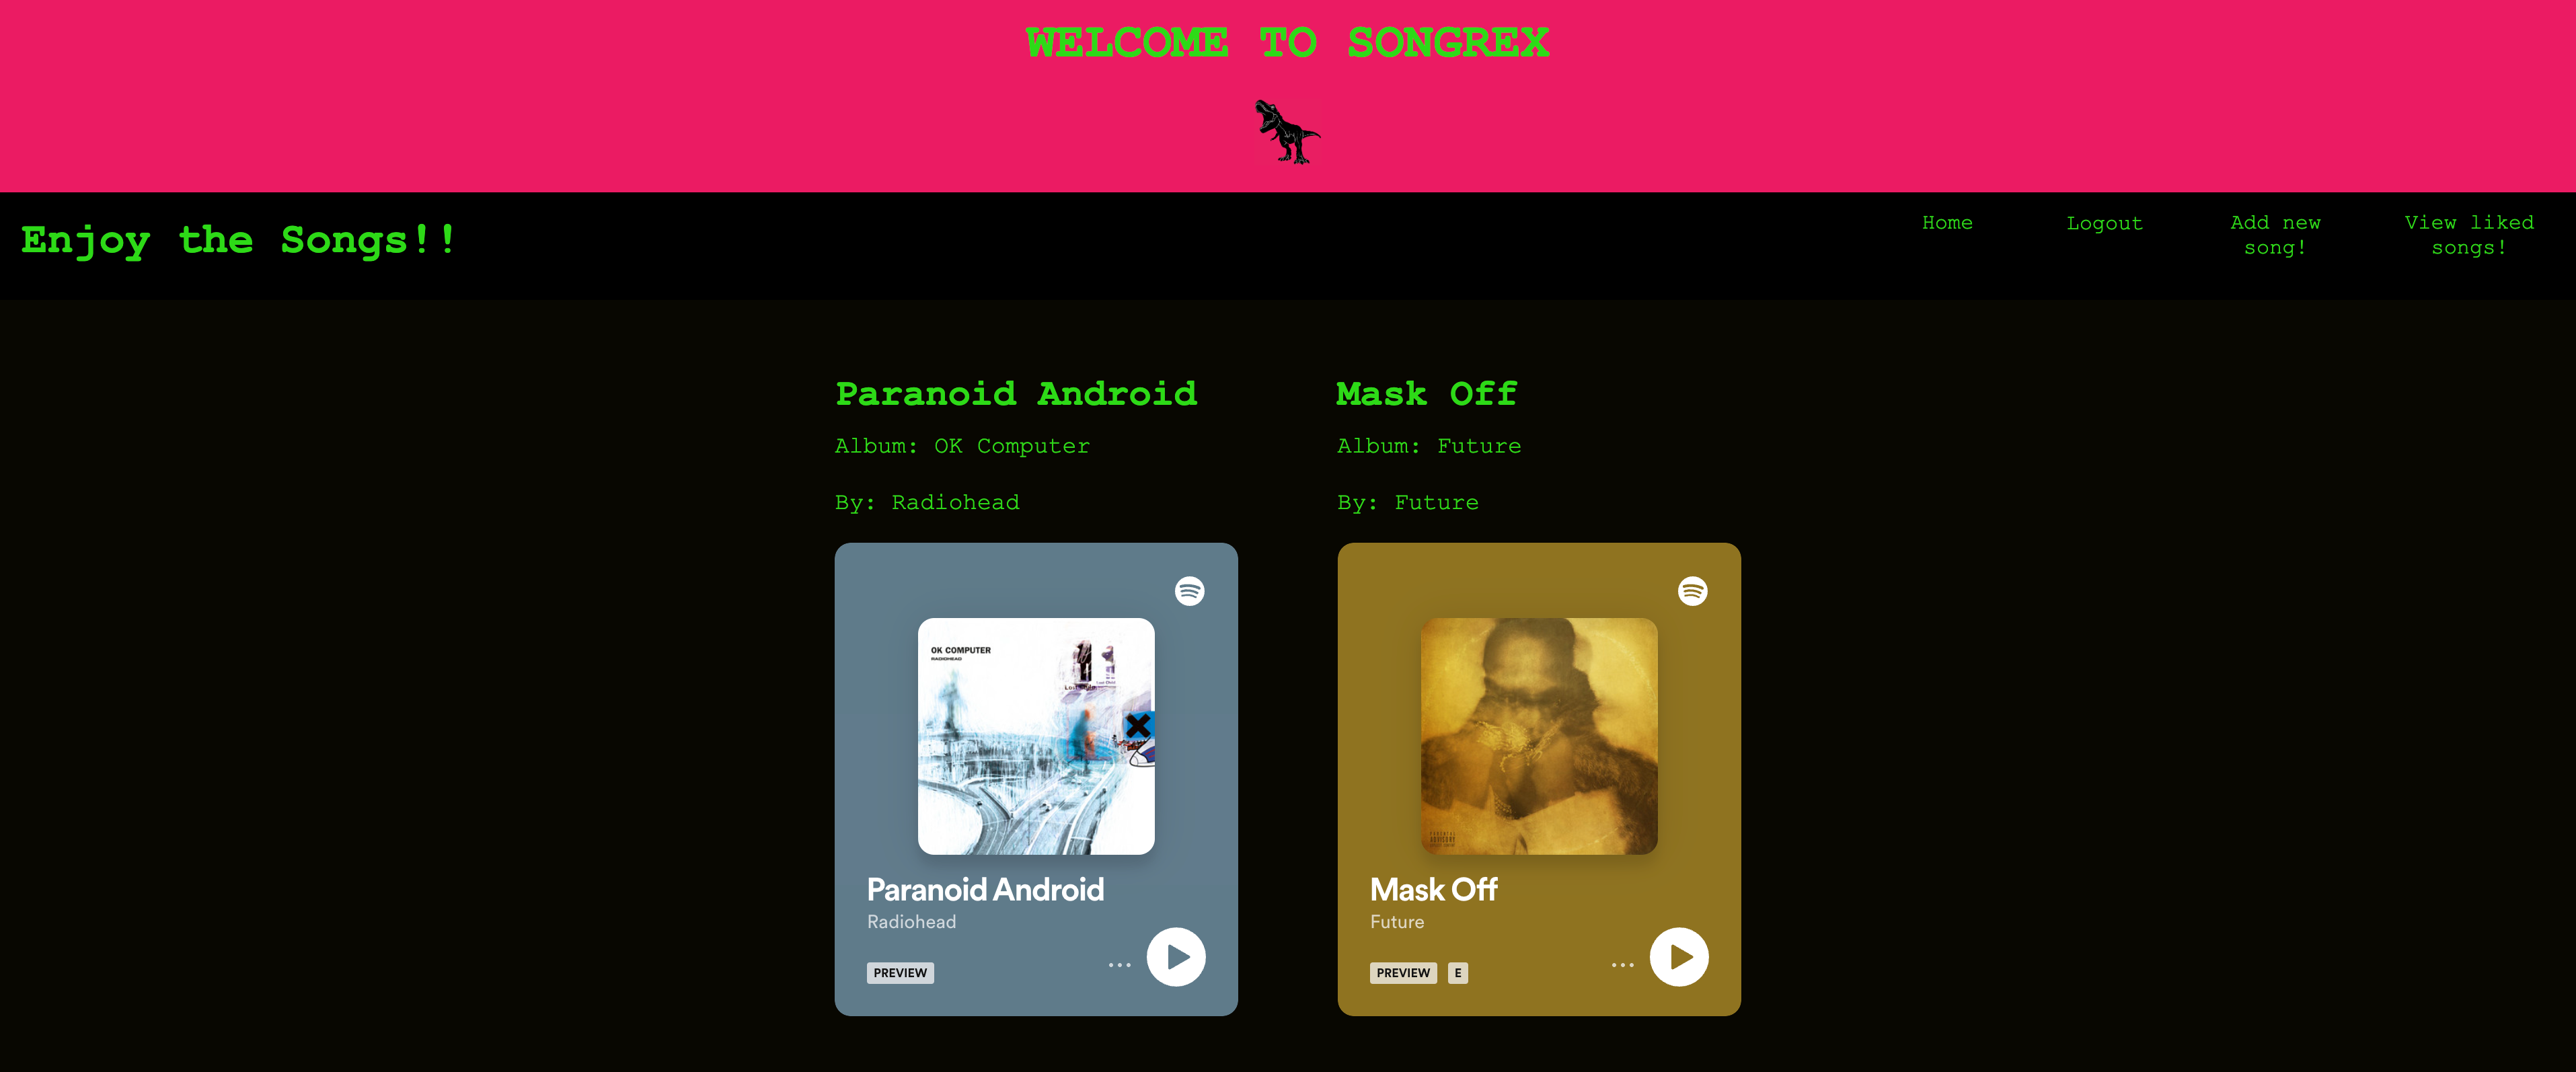 WELCOME TO SONGREX
Enjoy the Songs!!
Home
Logout
Add new
song!
View liked
songs!
Paranoid Android
Album: OK Computer
By: Radiohead
OK COMPUTER
RADIOHEAD
Paranoid Android
Radiohead
PREVIEW
Mask Off
Album: Future
By: Future
Mask Off
Future
PREVIEW E